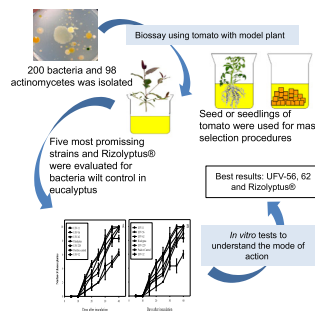 Biossay using tomato with model plant
200 bacteria and 98
actinomycetes was isolated
Seed or seedlings of
tomato were used for mas
selection procedures
Five most promissing
strains and Rizolyptus®
were evaluated for
bacteria wilt control in
eucalyptus
Best results: UFV-56, 62
and Rizolyptus®
In vitro tests to
understand the mode of
action